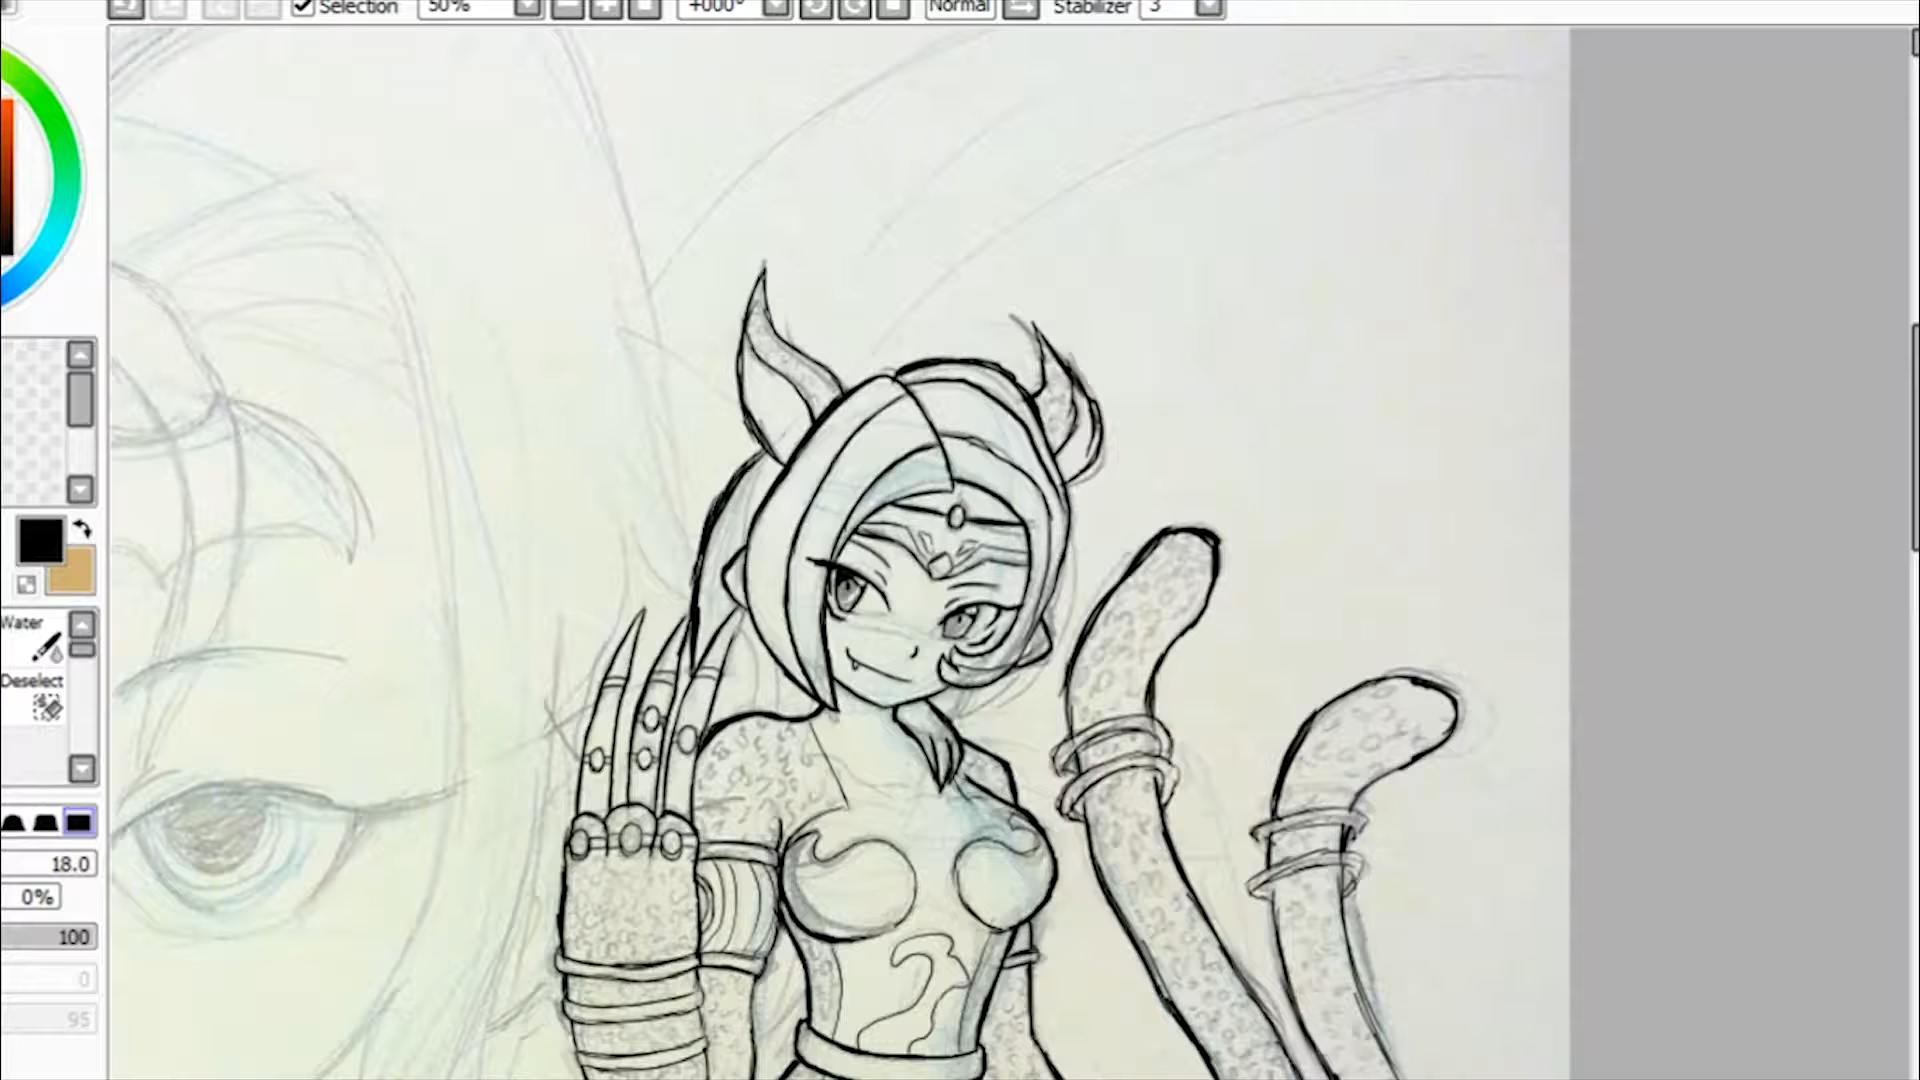 Selection 50% +000° Normal Stabilizer 3
Water
Deselect
18.0
0%
100
0
95